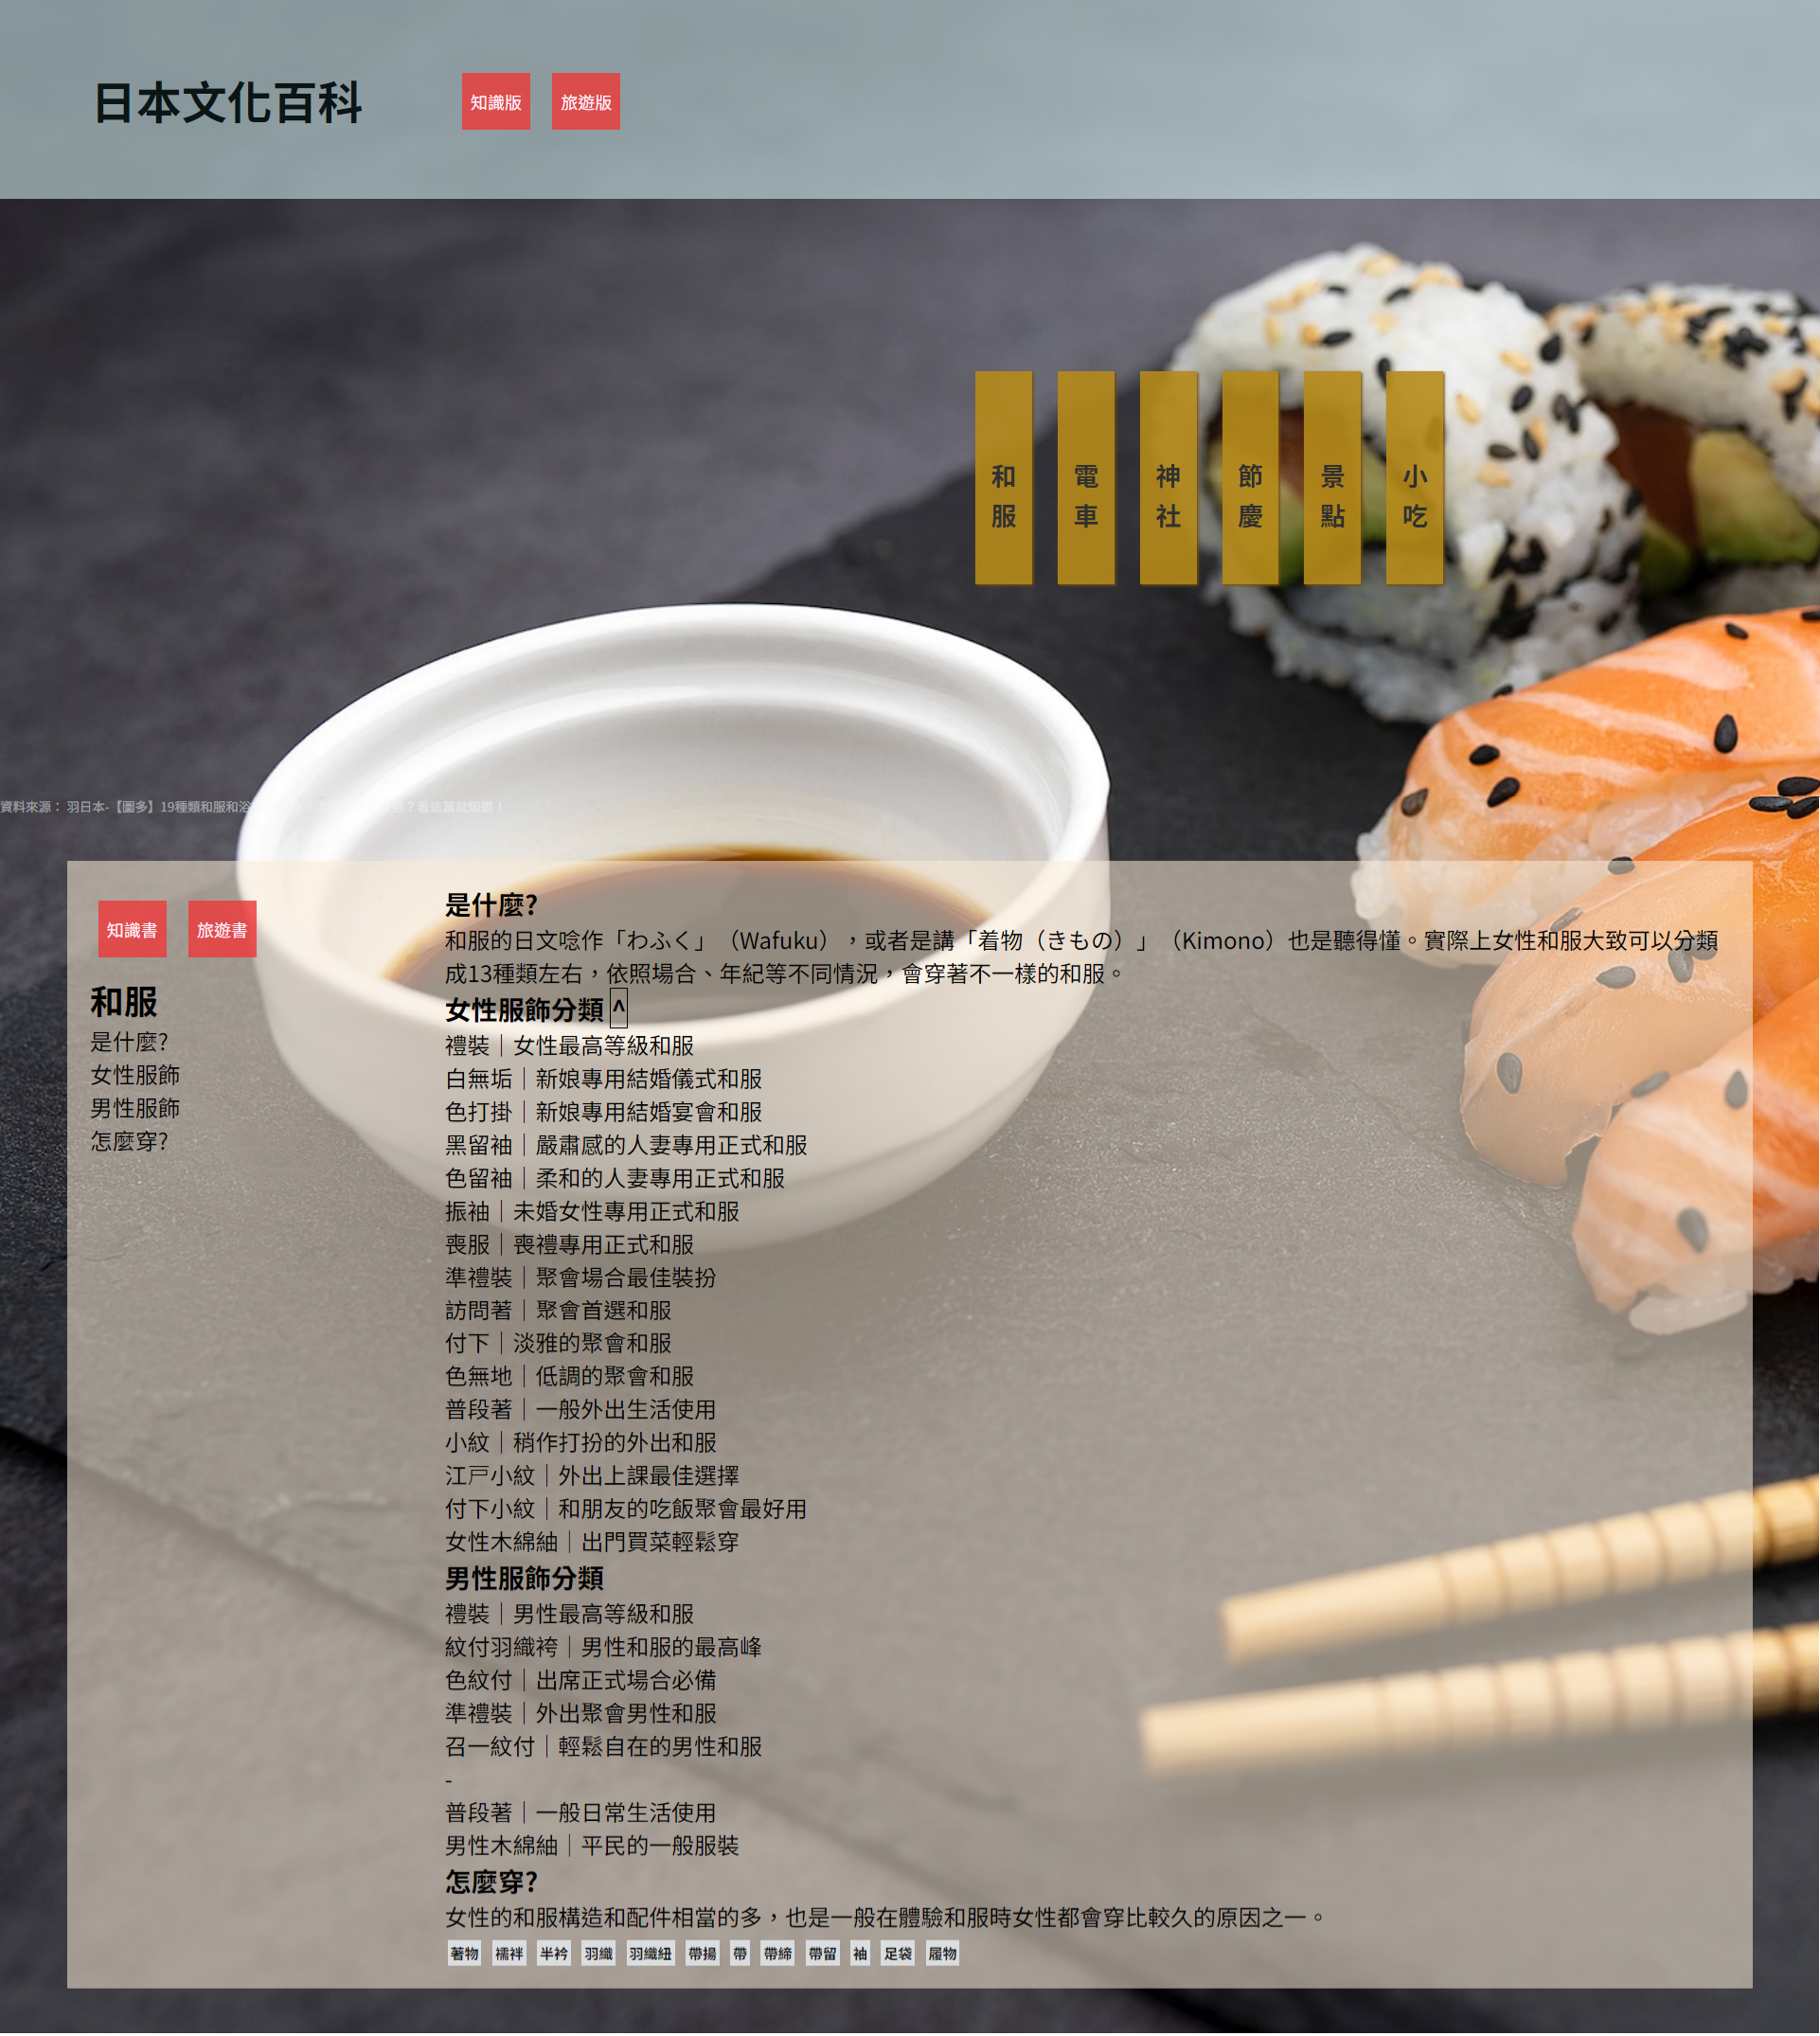 日本文化百科
知識版
旅遊版
和服
電車
神社
節慶
景點
小吃
資料來源： 羽日本-【圖多】19種類和服和浴 ？看這篇就知道！
知識書
旅遊書
和服
是什麼?
女性服飾
男性服飾
怎麼穿?
是什麼?
和服的日文唸作「わふく」（Wafuku），或者是講「着物（きもの）」（Kimono）也是聽得懂。實際上女性和服大致可以分類
成13種類左右，依照場合、年紀等不同情況，會穿著不一樣的和服。
女性服飾分類 ^
禮裝｜女性最高等級和服
白無垢｜新娘專用結婚儀式和服
色打掛｜新娘專用結婚宴會和服
黑留袖｜嚴肅感的人妻專用正式和服
色留袖｜柔和的人妻專用正式和服
振袖｜未婚女性專用正式和服
喪服｜喪禮專用正式和服
準禮裝｜聚會場合最佳裝扮
訪問著｜聚會首選和服
付下｜淡雅的聚會和服
色無地｜低調的聚會和服
普段著｜一般外出生活使用
小紋｜稍作打扮的外出和服
江戸小紋｜外出上課最佳選擇
付下小紋｜和朋友的吃飯聚會最好用
女性木綿紬｜出門買菜輕鬆穿
男性服飾分類
禮裝｜男性最高等級和服
紋付羽織袴｜男性和服的最高峰
色紋付｜出席正式場合必備
準禮裝｜外出聚會男性和服
召一紋付｜輕鬆自在的男性和服
-
普段著｜一般日常生活使用
男性木綿紬｜平民的一般服裝
怎麼穿?
女性的和服構造和配件相當的多，也是一般在體驗和服時女性都會穿比較久的原因之一。
著物 襦袢 半衿 羽織 羽織紐 帶揚 帶 帶締 帶留 袖 足袋 履物